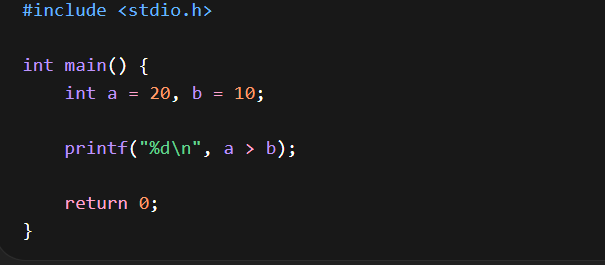 #include <stdio.h>
int main() {
    int a = 20, b = 10;
    printf("%d\n", a > b);
    return 0;
}